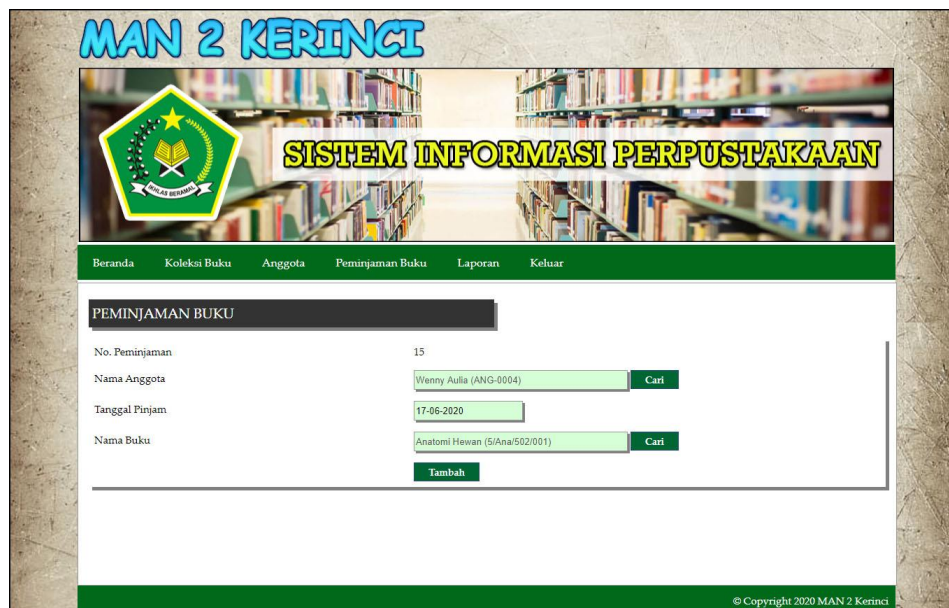 MAN 2 KERINCI
IKHLAS BERAMAL
SISTEM INFORMASI PERPUSTAKAAN
Beranda Koleksi Buku Anggota Peminjaman Buku Laporan Keluar
PEMINJAMAN BUKU
No. Peminjaman 15
Nama Anggota Wenny Aulia (ANG-0004) Cari
Tanggal Pinjam 17-06-2020
Nama Buku Anatomi Hewan (5/Ana/502/001) Cari
Tambah
© Copyright 2020 MAN 2 Kerinci